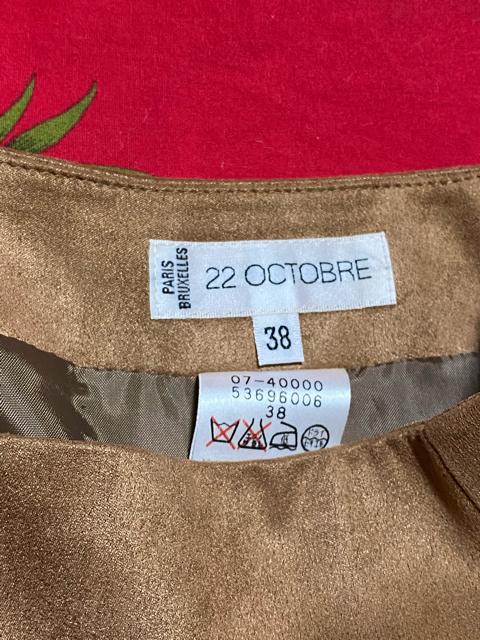 PARIS
BRUXELLES
22 OCTOBRE
38
07-40000
53696006
38